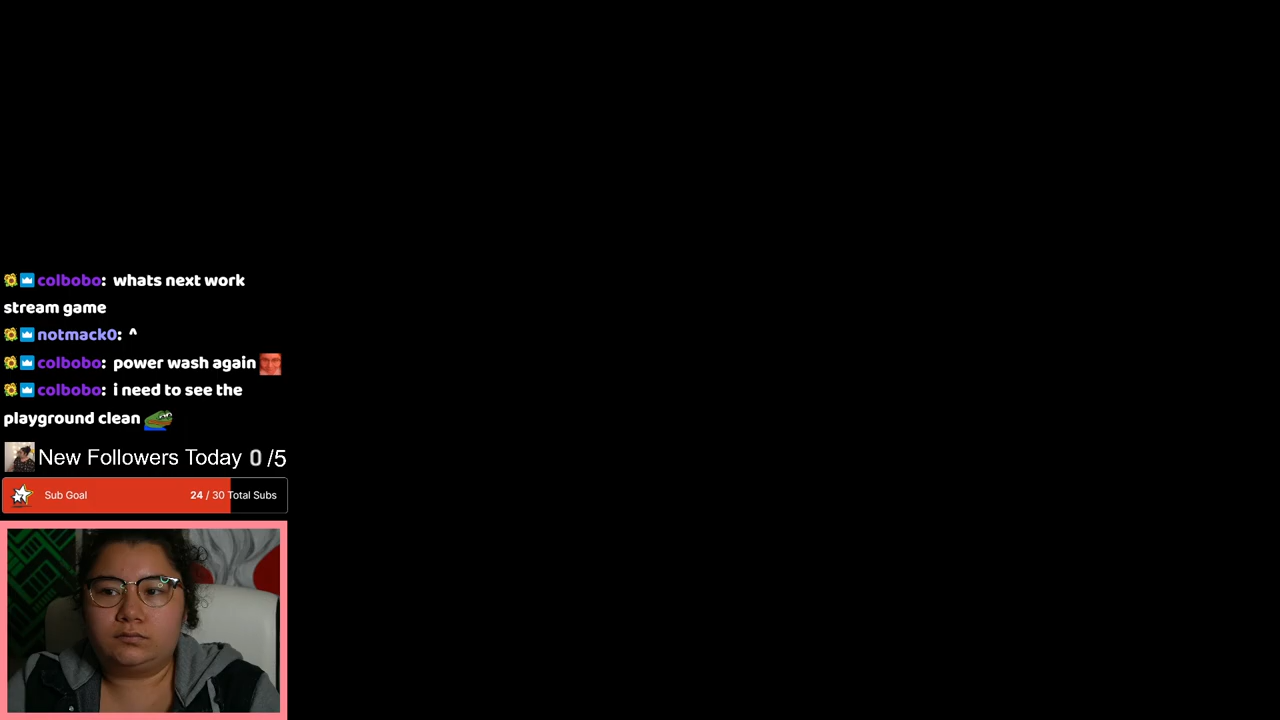 colbobo: whats next work
stream game
notmack0: ^
colbobo: power wash again
colbobo: i need to see the
playground clean
New Followers Today 0 /5
Sub Goal 24 / 30 Total Subs